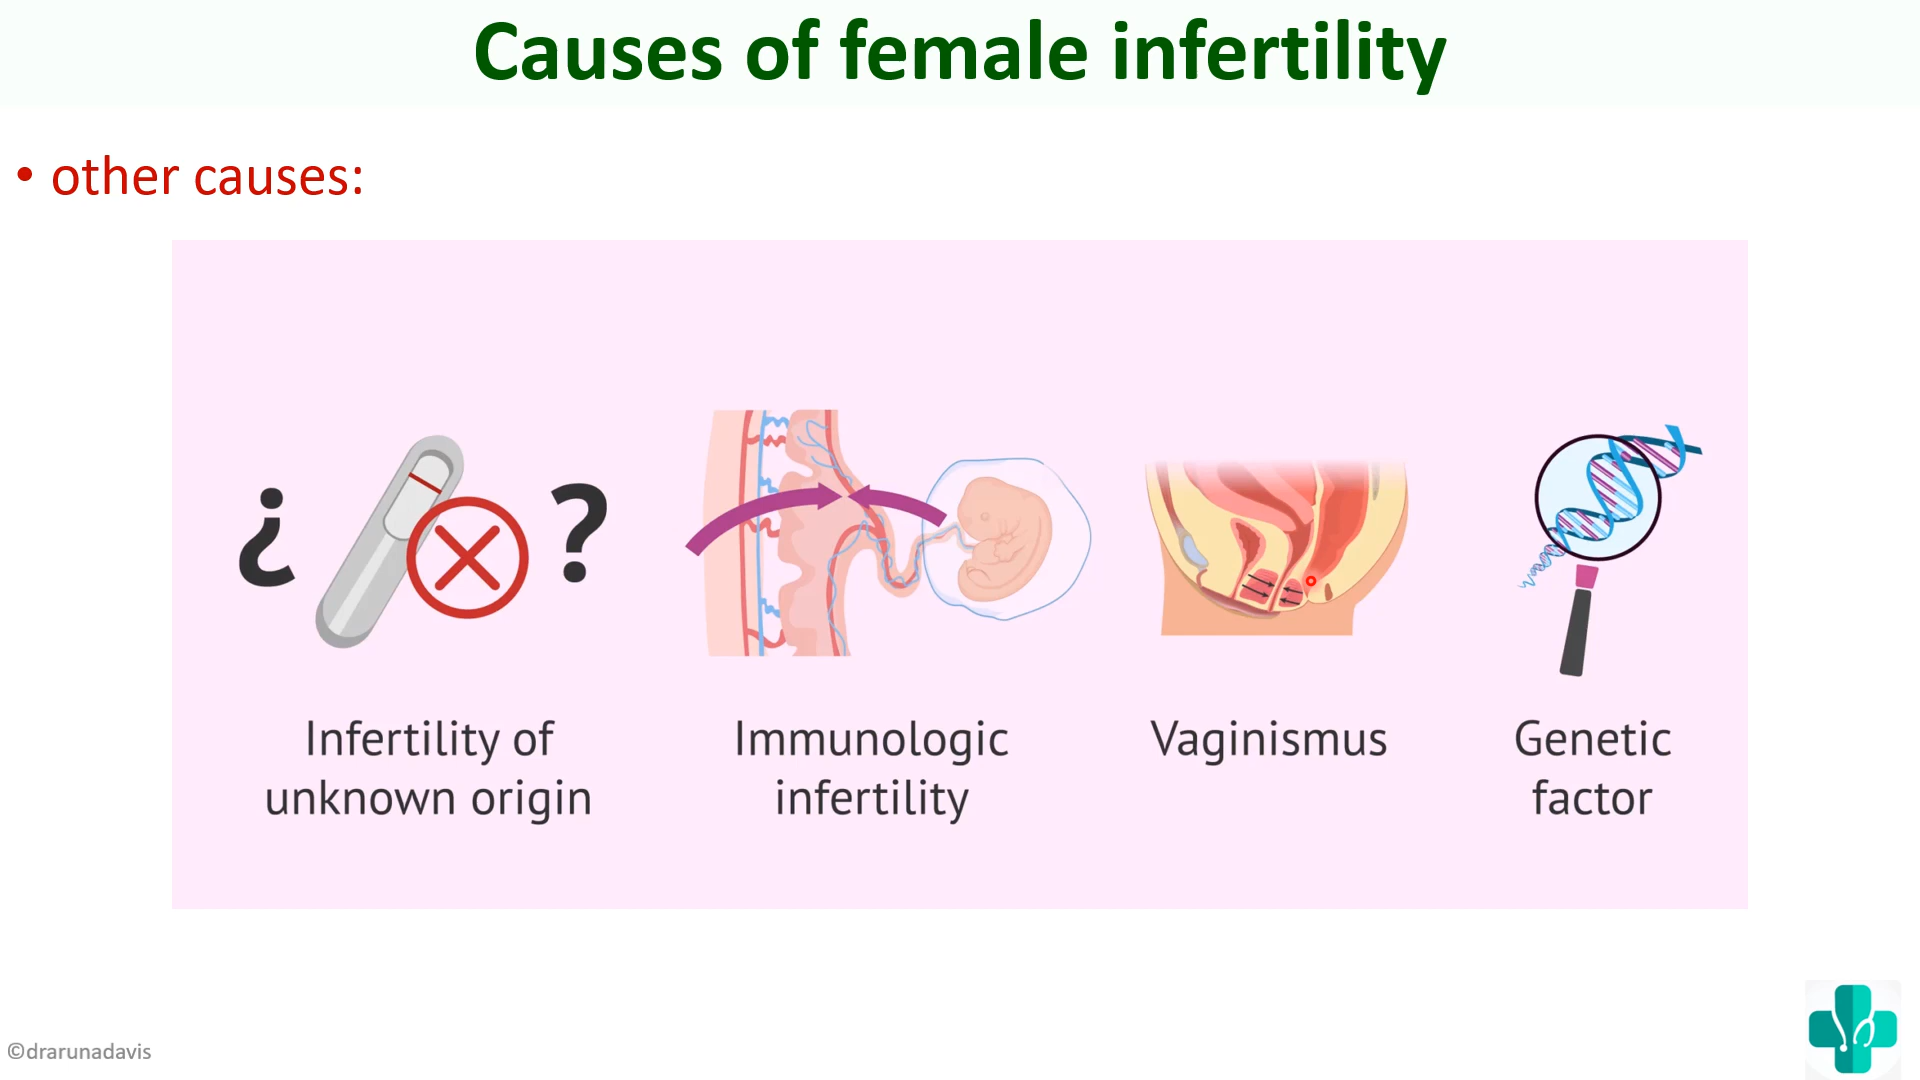 Causes of female infertility
• other causes:
¿ ?
Infertility of
unknown origin
Immunologic
infertility
Vaginismus
Genetic
factor
©drarunadavis